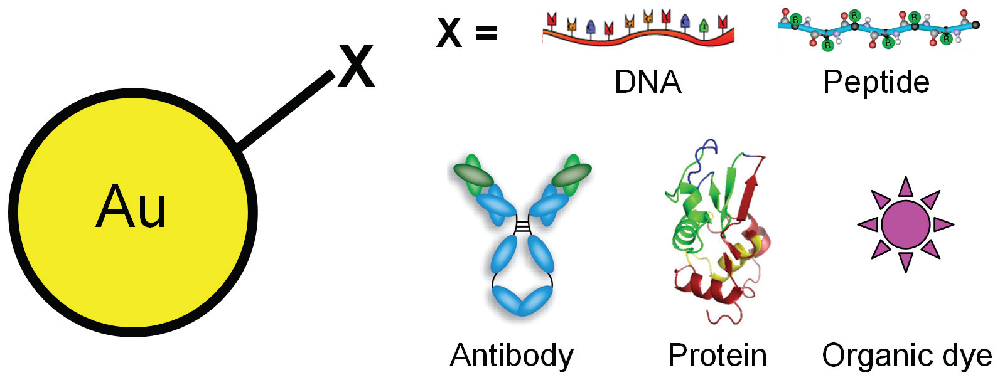 X
Au
X =
DNA
R R R R
R R R
Peptide
Antibody
Protein
Organic dye